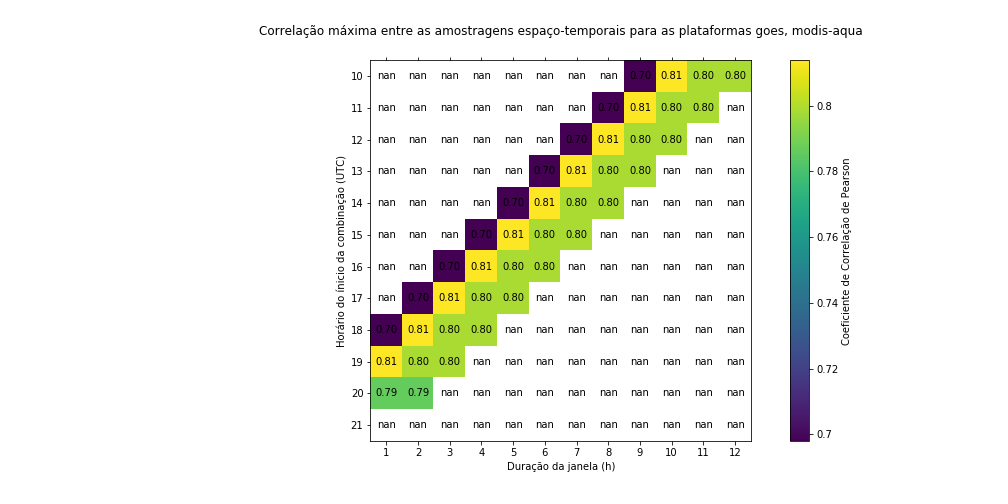 Correlação máxima entre as amostragens espaço-temporais para as plataformas goes, modis-aqua
10 nan nan nan nan nan nan nan nan 0.70 0.81 0.80 0.80
11 nan nan nan nan nan nan nan 0.70 0.81 0.80 0.80 nan
12 nan nan nan nan nan nan 0.70 0.81 0.80 0.80 nan nan
13 nan nan nan nan nan 0.70 0.81 0.80 0.80 nan nan nan
14 nan nan nan nan 0.70 0.81 0.80 0.80 nan nan nan nan
15 nan nan nan 0.70 0.81 0.80 0.80 nan nan nan nan nan
16 nan nan 0.70 0.81 0.80 0.80 nan nan nan nan nan nan
17 nan 0.70 0.81 0.80 0.80 nan nan nan nan nan nan nan
18 0.70 0.81 0.80 0.80 nan nan nan nan nan nan nan nan
19 0.81 0.80 0.80 nan nan nan nan nan nan nan nan nan
20 0.79 0.79 nan nan nan nan nan nan nan nan nan nan
21 nan nan nan nan nan nan nan nan nan nan nan nan
1 2 3 4 5 6 7 8 9 10 11 12
Duração da janela (h)
Horário do ínicio da combinação (UTC)
0.8
0.78
0.76
0.74
0.72
0.7
Coeficiente de Correlação de Pearson